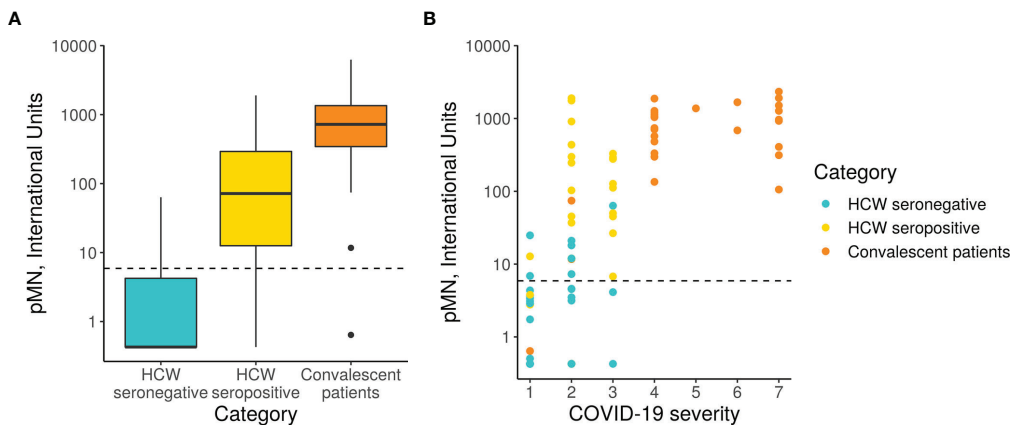 A
pMN, International Units
10000
1000
100
10
1
HCW
seronegative
HCW
seropositive
Convalescent
patients
Category
B
pMN, International Units
10000
1000
100
10
1
1 2 3 4 5 6 7
COVID-19 severity
Category
HCW seronegative
HCW seropositive
Convalescent patients